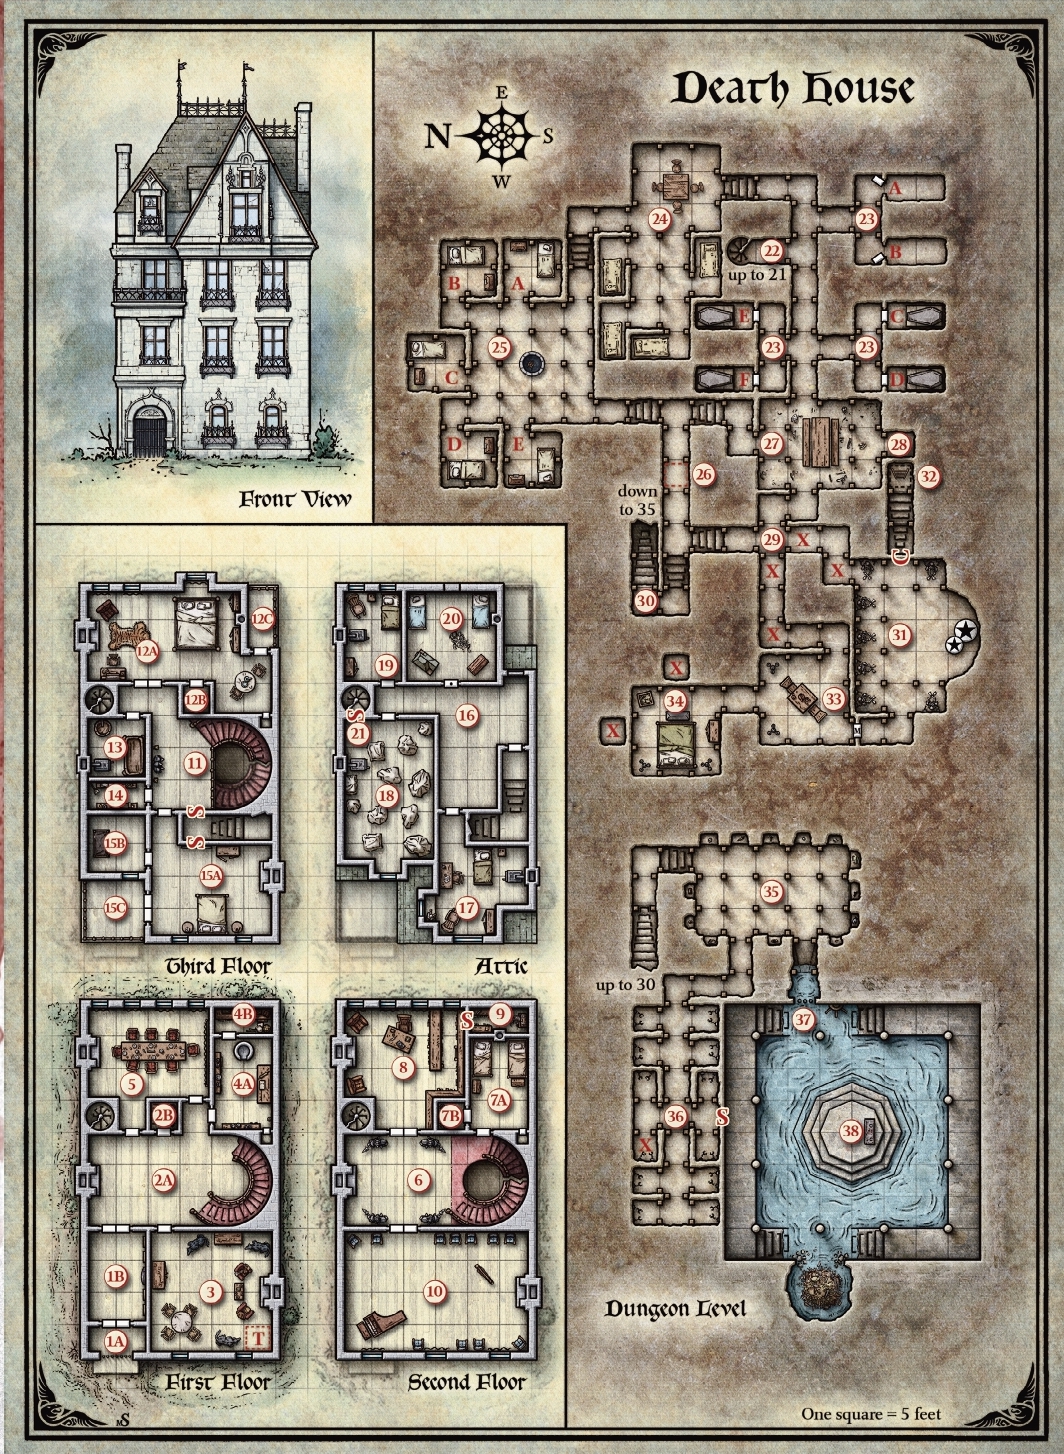 Death House
E
N
S
W
Front View
24
A
23
B
22
up to 21
B
A
E
C
25
23
23
C
F
D
D
E
27
28
26
32
down
to 35
29
X
X
X
30
31
X
X
34
33
X
M
12C
12A
12B
13
11
14
S
S
15B
15A
15C
Third Floor
20
19
16
S
21
18
17
Attic
35
up to 30
37
36
S
X
38
Dungeon Level
4B
5
4A
2B
2A
1B
3
1A
T
First Floor
9
S
8
7A
7B
6
10
Second Floor
One square = 5 feet
MS